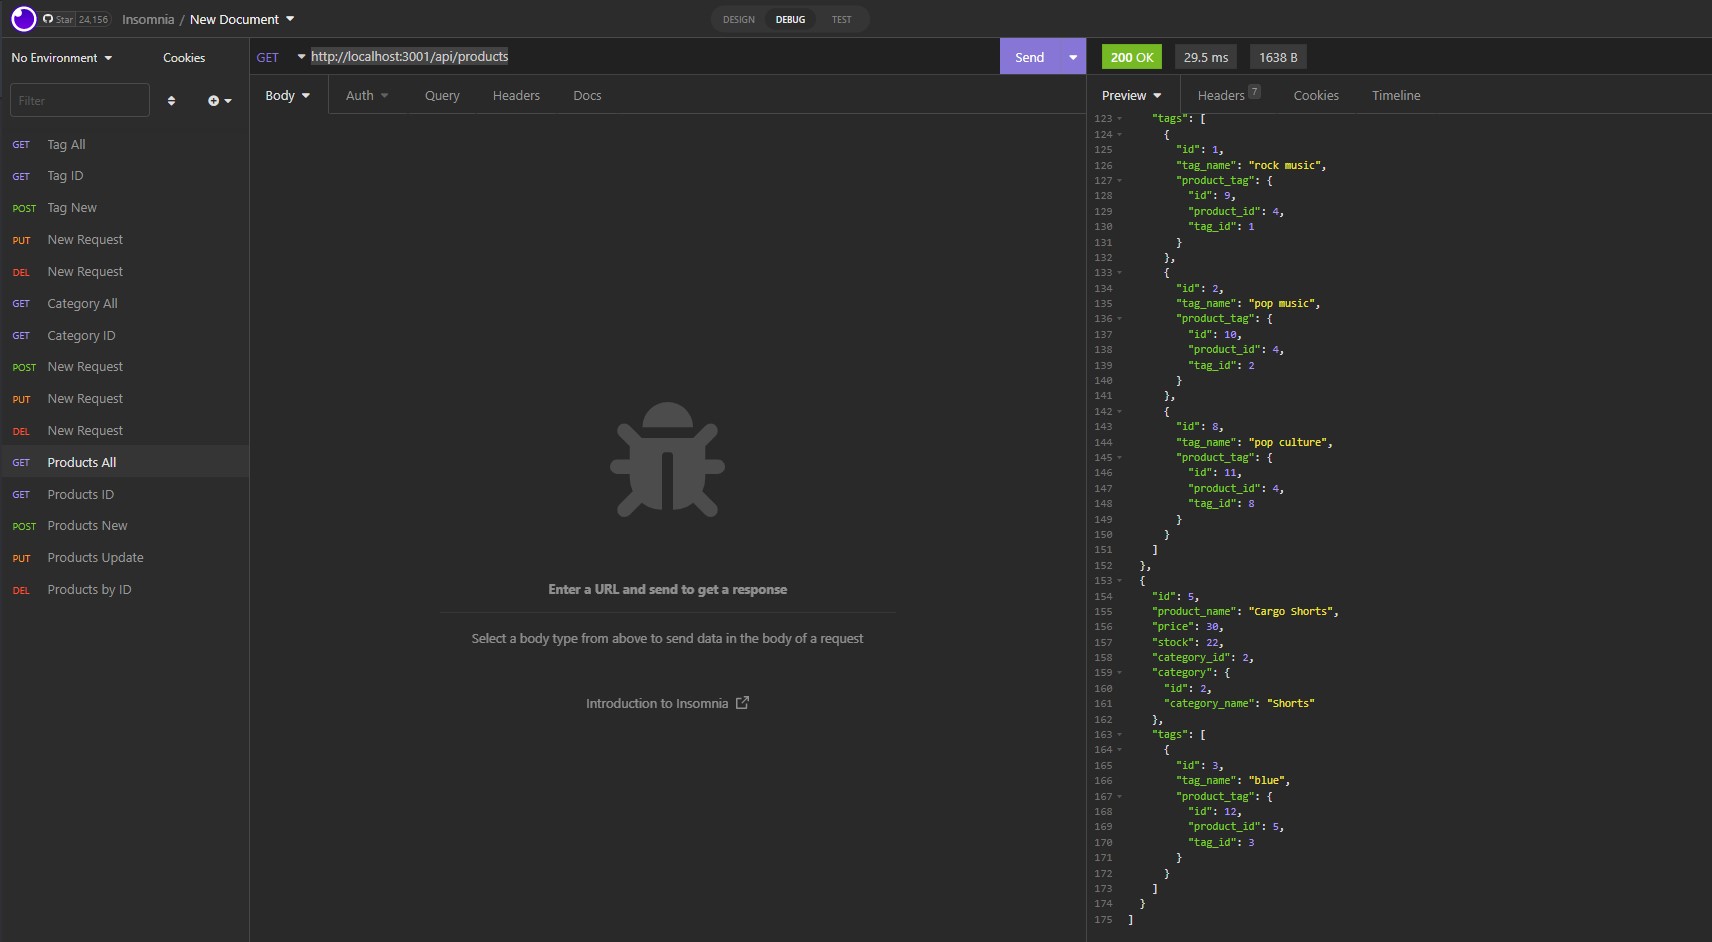 Star 24,156 Insomnia / New Document
DESIGN DEBUG TEST
No Environment Cookies
GET http://localhost:3001/api/products Send
200 OK 29.5 ms 1638 B
Filter
Body Auth Query Headers Docs
Preview Headers 7 Cookies Timeline
GET Tag All
GET Tag ID
POST Tag New
PUT New Request
DEL New Request
GET Category All
GET Category ID
POST New Request
PUT New Request
DEL New Request
GET Products All
GET Products ID
POST Products New
PUT Products Update
DEL Products by ID
Enter a URL and send to get a response
Select a body type from above to send data in the body of a request
Introduction to Insomnia
123 "tags": [
124 {
125 "id": 1,
126 "tag_name": "rock music",
127 "product_tag": {
128 "id": 9,
129 "product_id": 4,
130 "tag_id": 1
131 }
132 },
133 {
134 "id": 2,
135 "tag_name": "pop music",
136 "product_tag": {
137 "id": 10,
138 "product_id": 4,
139 "tag_id": 2
140 }
141 },
142 {
143 "id": 8,
144 "tag_name": "pop culture",
145 "product_tag": {
146 "id": 11,
147 "product_id": 4,
148 "tag_id": 8
149 }
150 }
151 ]
152 },
153 {
154 "id": 5,
155 "product_name": "Cargo Shorts",
156 "price": 30,
157 "stock": 22,
158 "category_id": 2,
159 "category": {
160 "id": 2,
161 "category_name": "Shorts"
162 },
163 "tags": [
164 {
165 "id": 3,
166 "tag_name": "blue",
167 "product_tag": {
168 "id": 12,
169 "product_id": 5,
170 "tag_id": 3
171 }
172 }
173 ]
174 }
175 ]